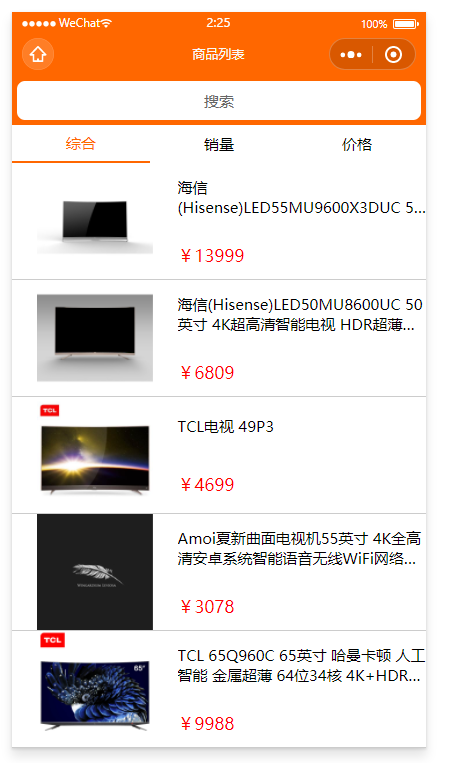 WeChat 2:25 100%
商品列表
搜索
综合 销量 价格
海信
(Hisense)LED55MU9600X3DUC 5...
￥13999
海信(Hisense)LED50MU8600UC 50
英寸 4K超高清智能电视 HDR超薄...
￥6809
TCL
TCL电视 49P3
￥4699
Amoi夏新曲面电视机55英寸 4K全高
清安卓系统智能语音无线WiFi网络...
￥3078
TCL
65"
TCL 65Q960C 65英寸 哈曼卡顿 人工
智能 金属超薄 64位34核 4K+HDR...
￥9988